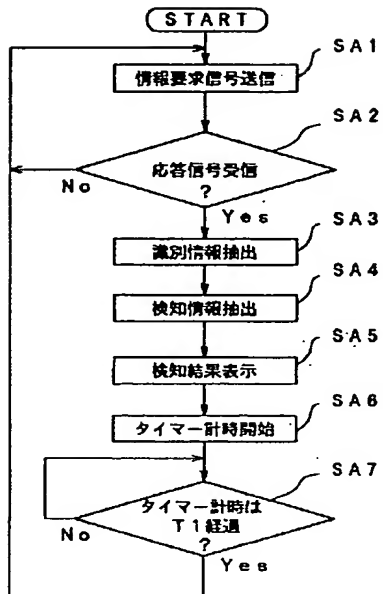 START
SA1
情報要求信号送信
SA2
応答信号受信
?
No
Yes
SA3
識別情報抽出
SA4
検知情報抽出
SA5
検知結果表示
SA6
タイマー計時開始
SA7
タイマー計時は
T1経過
?
No
Yes